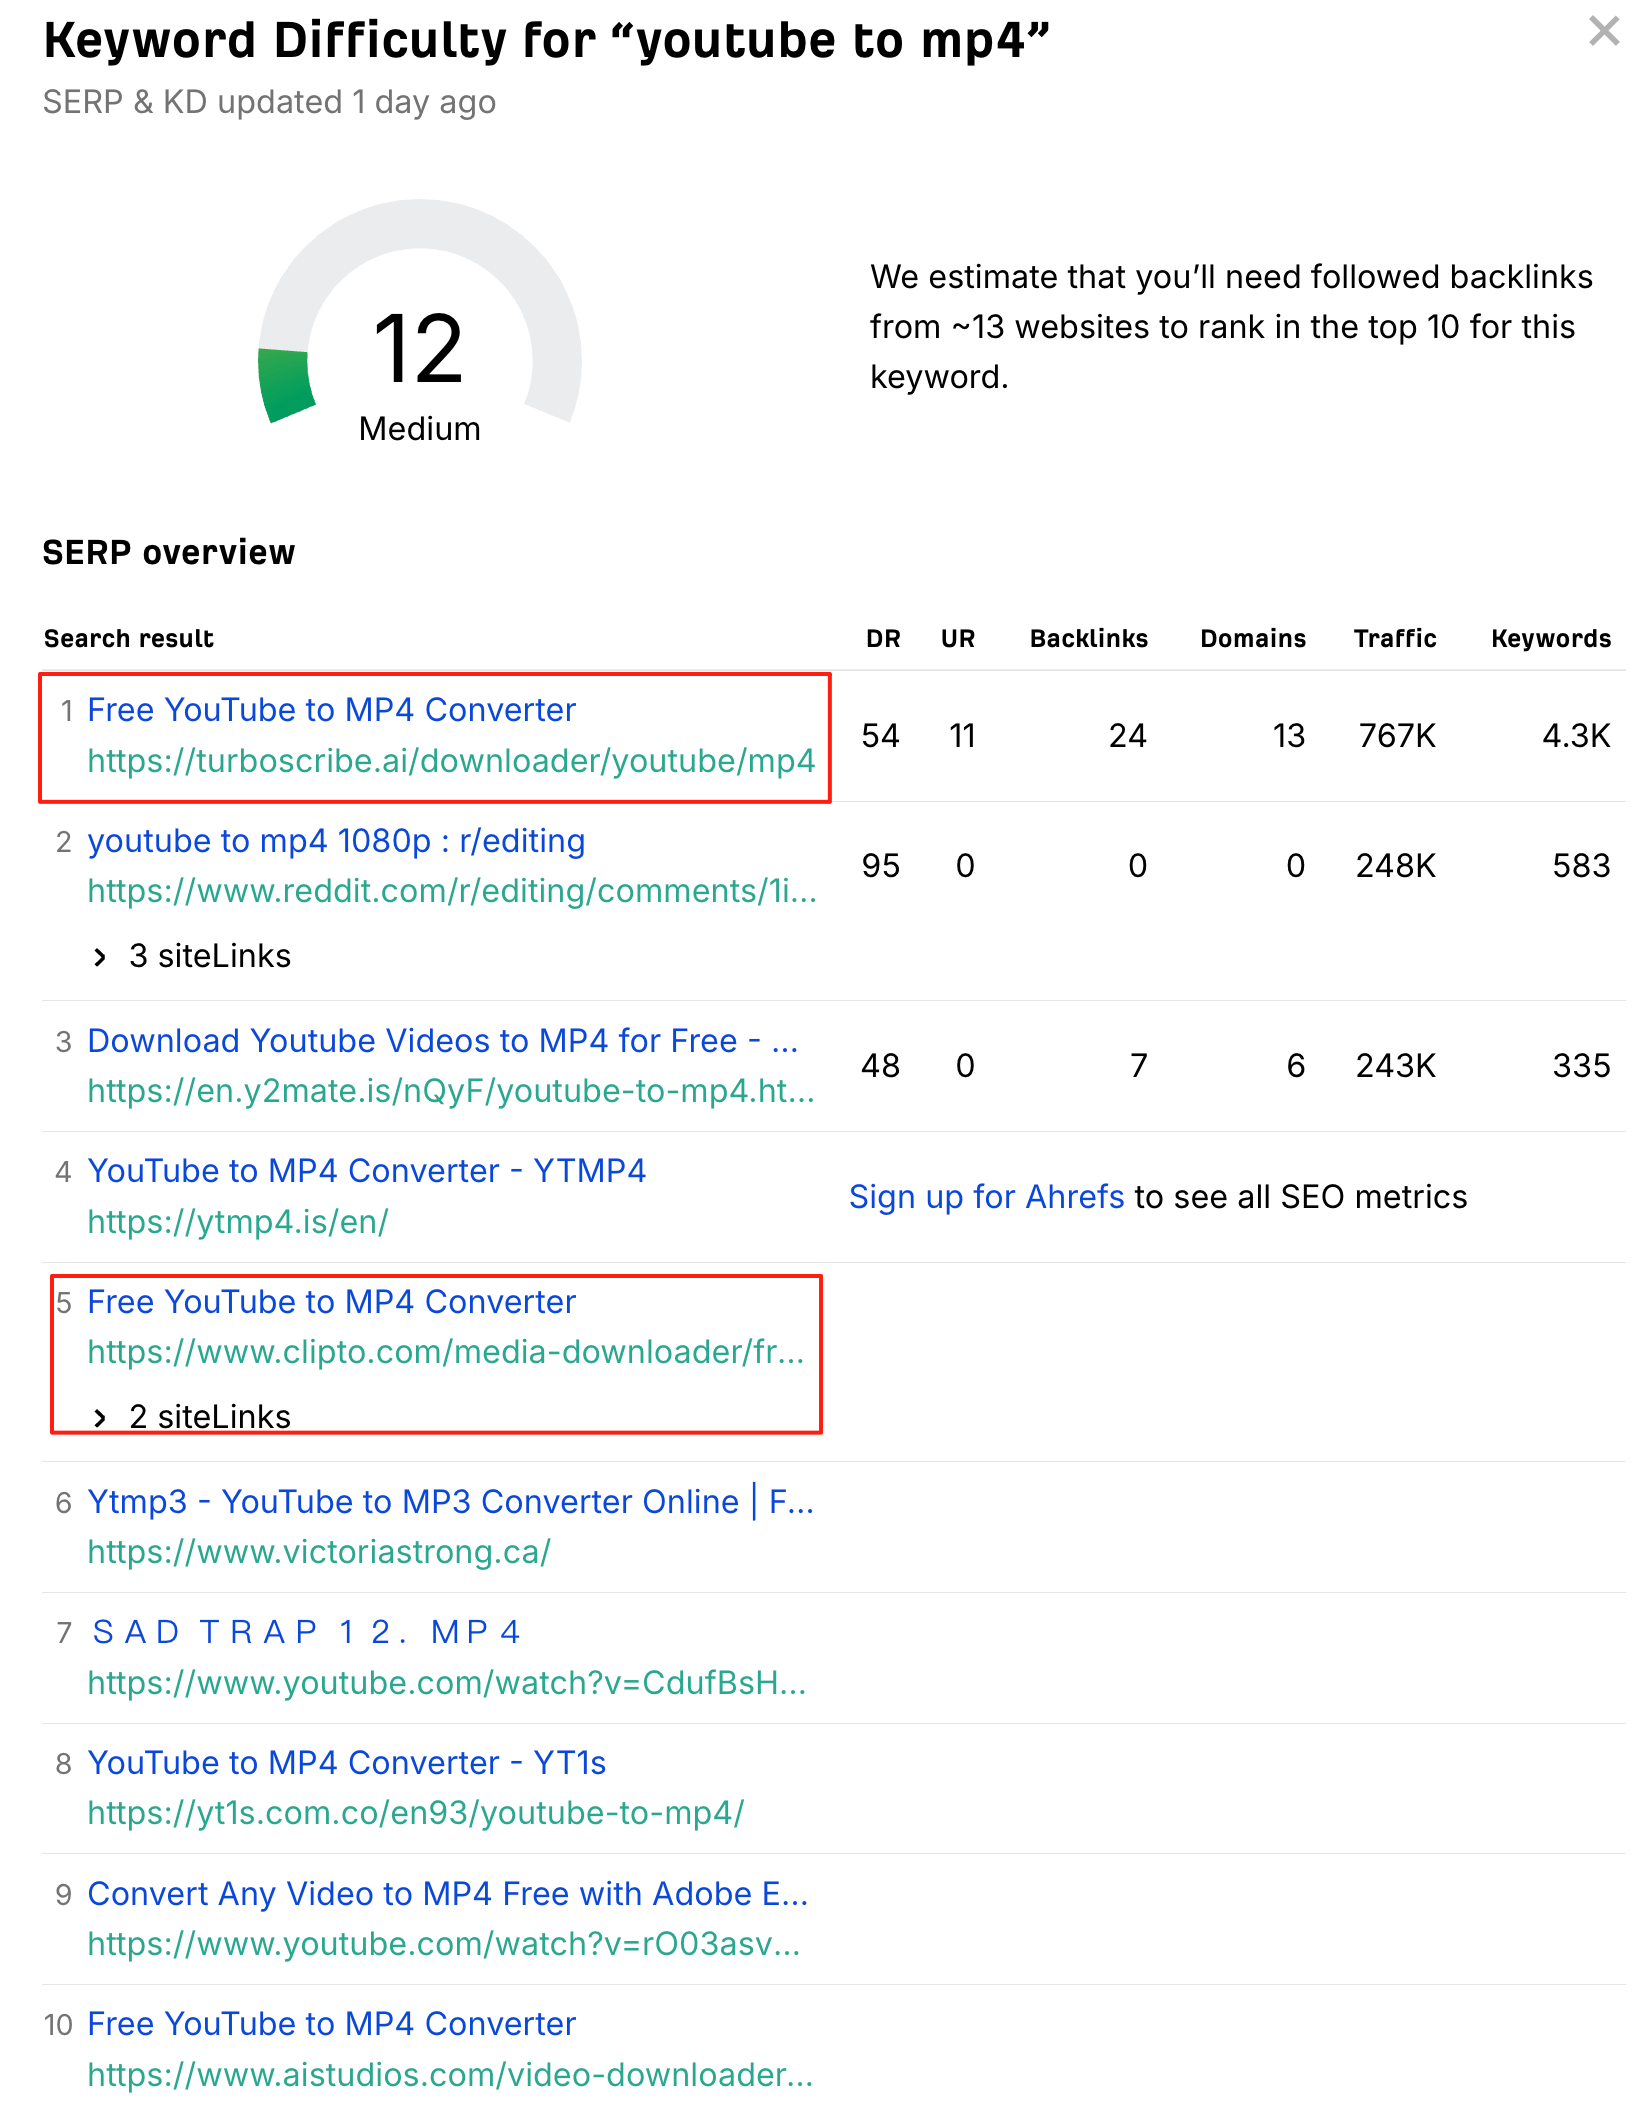 Keyword Difficulty for “youtube to mp4”
SERP & KD updated 1 day ago
12
Medium
We estimate that you’ll need followed backlinks
from ~13 websites to rank in the top 10 for this
keyword.
SERP overview
Search result DR UR Backlinks Domains Traffic Keywords
1 Free YouTube to MP4 Converter
https://turboscribe.ai/downloader/youtube/mp4
54 11 24 13 767K 4.3K
2 youtube to mp4 1080p : r/editing
https://www.reddit.com/r/editing/comments/1i...
95 0 0 0 248K 583
3 siteLinks
3 Download Youtube Videos to MP4 for Free - ...
https://en.y2mate.is/nQyF/youtube-to-mp4.ht...
48 0 7 6 243K 335
4 YouTube to MP4 Converter - YTMP4
https://ytmp4.is/en/
Sign up for Ahrefs to see all SEO metrics
5 Free YouTube to MP4 Converter
https://www.clipto.com/media-downloader/fr...
2 siteLinks
6 Ytmp3 - YouTube to MP3 Converter Online | F...
https://www.victoriastrong.ca/
7 ＳＡＤ ＴＲＡＰ １２. ＭＰ４
https://www.youtube.com/watch?v=CdufBsH...
8 YouTube to MP4 Converter - YT1s
https://yt1s.com.co/en93/youtube-to-mp4/
9 Convert Any Video to MP4 Free with Adobe E...
https://www.youtube.com/watch?v=rO03asv...
10 Free YouTube to MP4 Converter
https://www.aistudios.com/video-downloader...